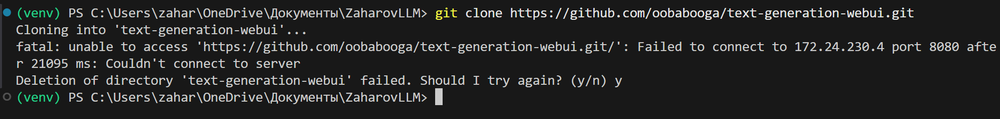 (venv) PS C:\Users\zahar\OneDrive\Документы\ZaharovLLM> git clone https://github.com/oobabooga/text-generation-webui.git
Cloning into 'text-generation-webui'...
fatal: unable to access 'https://github.com/oobabooga/text-generation-webui.git/': Failed to connect to 172.24.230.4 port 8080 afte
r 21095 ms: Couldn't connect to server
Deletion of directory 'text-generation-webui' failed. Should I try again? (y/n) y
(venv) PS C:\Users\zahar\OneDrive\Документы\ZaharovLLM>